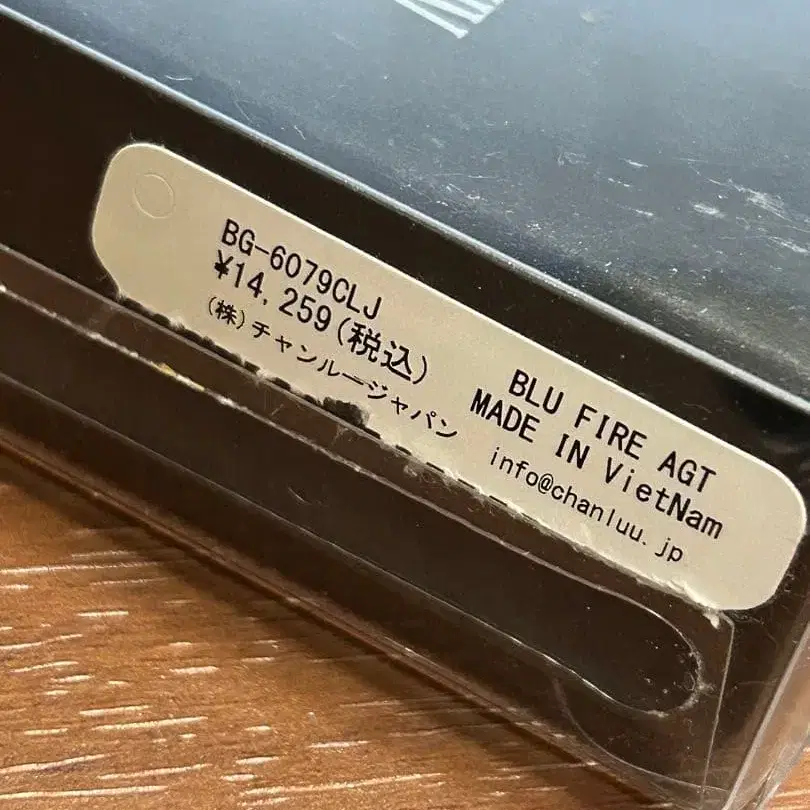 BG-6079CLJ
¥14,259(税込)
(株)チャンルージャパン
BLU FIRE AGT
MADE IN VietNam
info@chanluu.jp